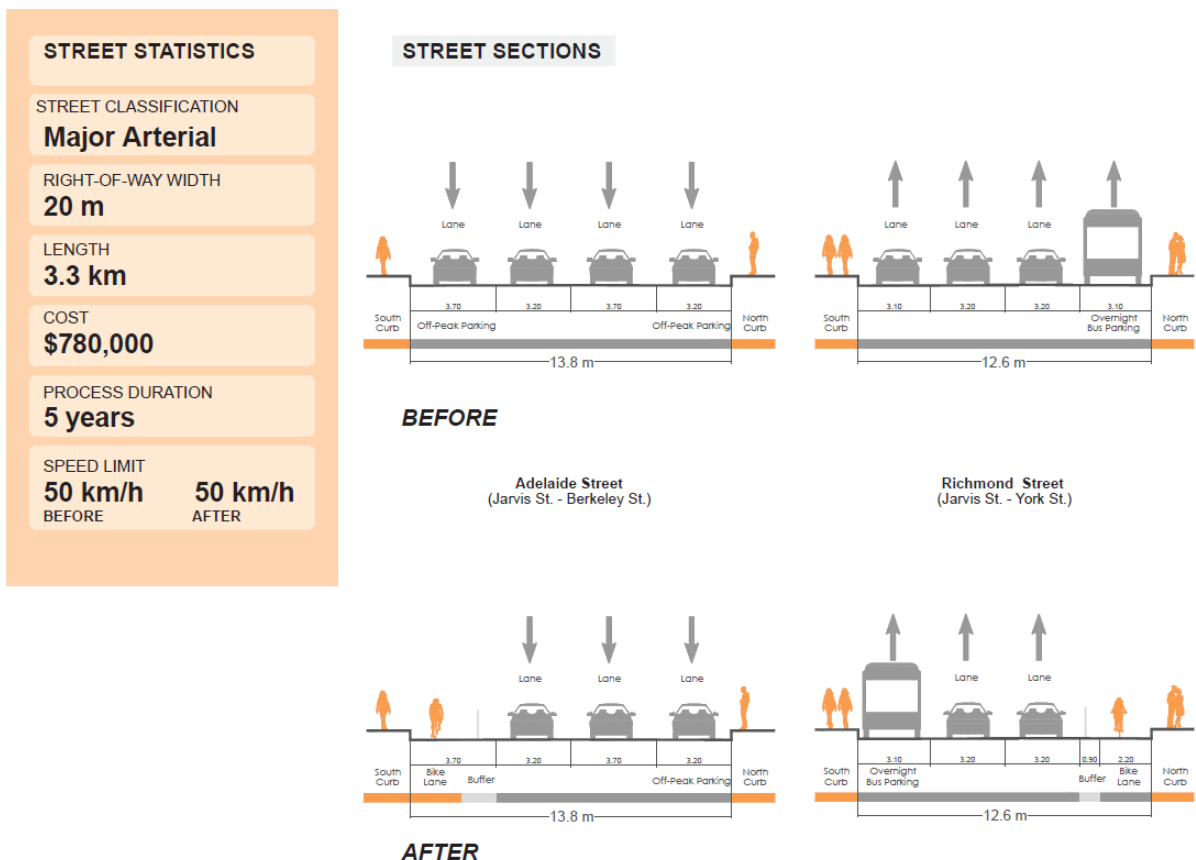 STREET STATISTICS
STREET CLASSIFICATION
Major Arterial
RIGHT-OF-WAY WIDTH
20 m
LENGTH
3.3 km
COST
$780,000
PROCESS DURATION
5 years
SPEED LIMIT
50 km/h 50 km/h
BEFORE AFTER
STREET SECTIONS
Lane Lane Lane Lane
3.70 3.20 3.70 3.20
South
Curb
Off-Peak Parking
Off-Peak Parking
North
Curb
13.8 m
Lane Lane Lane Lane
3.10 3.20 3.20 3.10
South
Curb
Overnight
Bus Parking
North
Curb
12.6 m
BEFORE
Adelaide Street
(Jarvis St. - Berkeley St.)
Richmond Street
(Jarvis St. - York St.)
Lane Lane Lane
3.70 3.20 3.70 3.20
South
Curb
Bike
Lane
Buffer
Off-Peak Parking
North
Curb
13.8 m
Lane Lane
3.10 3.20 3.20 0.90 2.20
South
Curb
Overnight
Bus Parking
Buffer
Bike
Lane
North
Curb
12.6 m
AFTER